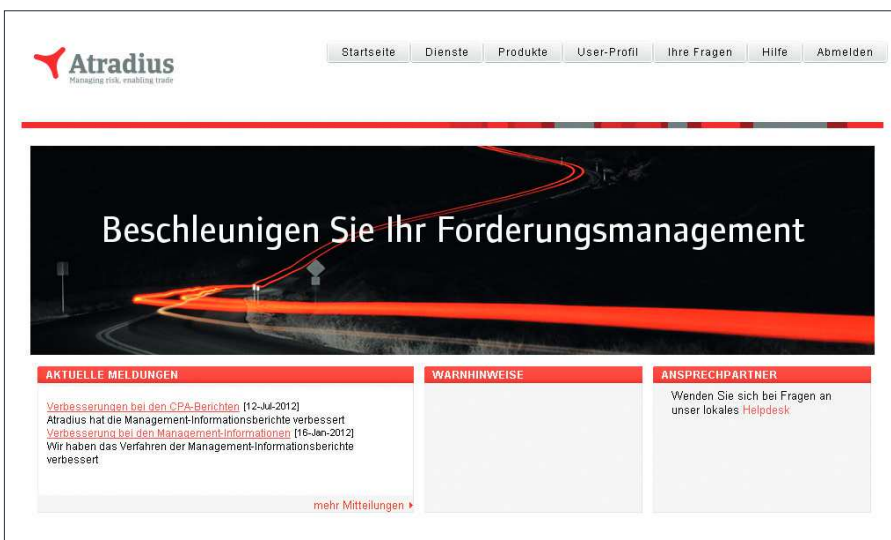 Atradius
Managing risk, enabling trade
Startseite Dienste Produkte User-Profil Ihre Fragen Hilfe Abmelden
Beschleunigen Sie Ihr Forderungsmanagement
AKTUELLE MELDUNGEN
Verbesserungen bei den CPA-Berichten [12-Jul-2012]
Atradius hat die Management-Informationsberichte verbessert
Verbesserung bei den Management-Informationen [16-Jan-2012]
Wir haben das Verfahren der Management-Informationsberichte
verbessert
mehr Mitteilungen
WARNHINWEISE
ANSPRECHPARTNER
Wenden Sie sich bei Fragen an
unser lokales Helpdesk